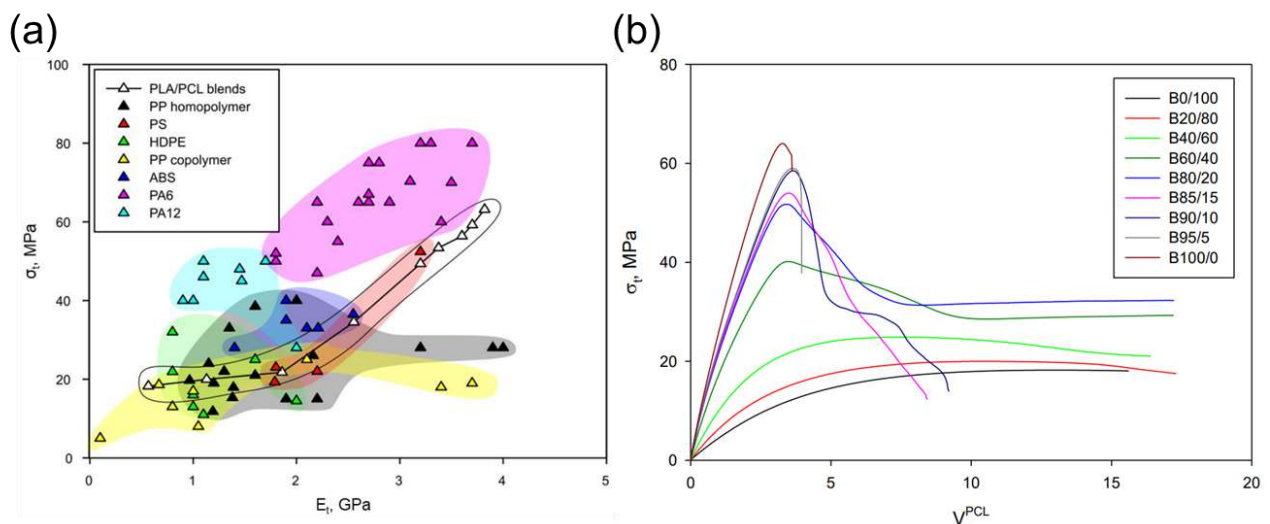 (a)
100
80
60
40
20
0
σt, MPa
PLA/PCL blends
PP homopolymer
PS
HDPE
PP copolymer
ABS
PA6
PA12
0 1 2 3 4 5
Et, GPa
(b)
80
60
40
20
0
σt, MPa
B0/100
B20/80
B40/60
B60/40
B80/20
B85/15
B90/10
B95/5
B100/0
0 5 10 15 20
VPCL